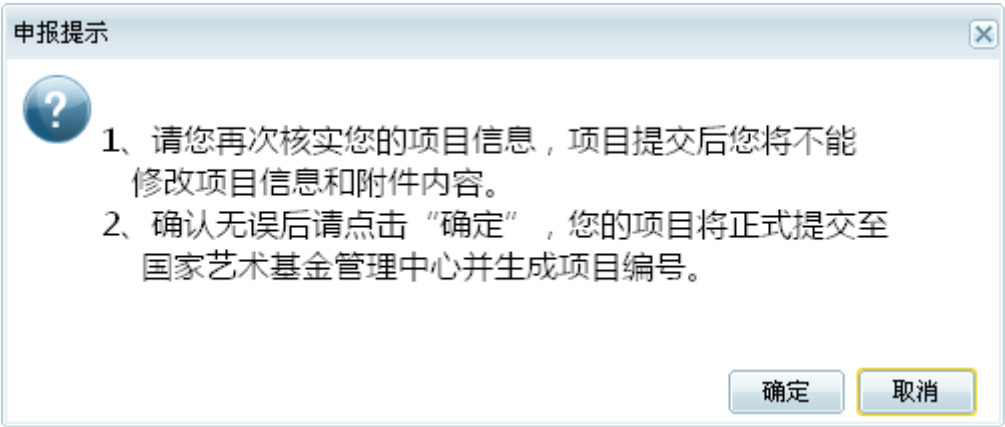 申报提示
1、请您再次核实您的项目信息，项目提交后您将不能
修改项目信息和附件内容。
2、确认无误后请点击“确定”，您的项目将正式提交至
国家艺术基金管理中心并生成项目编号。
确定 取消